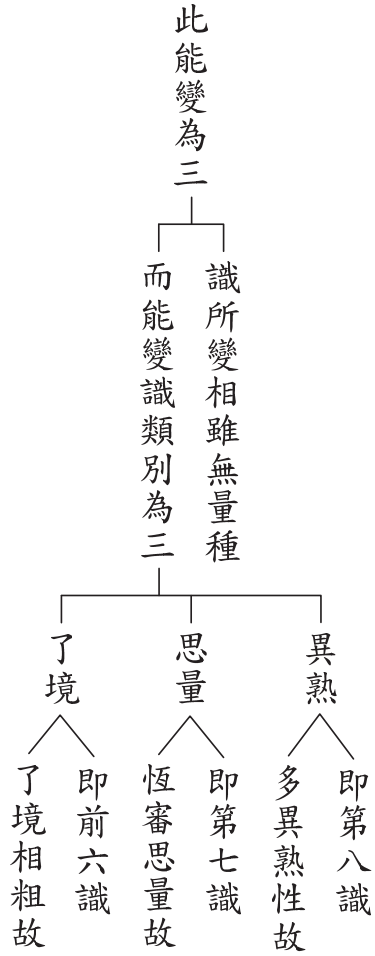 此能變為三
識所變相雖無量種
而能變識類別為三
異熟
即第八識
多異熟性故
思量
即第七識
恆審思量故
了境
即前六識
了境相粗故